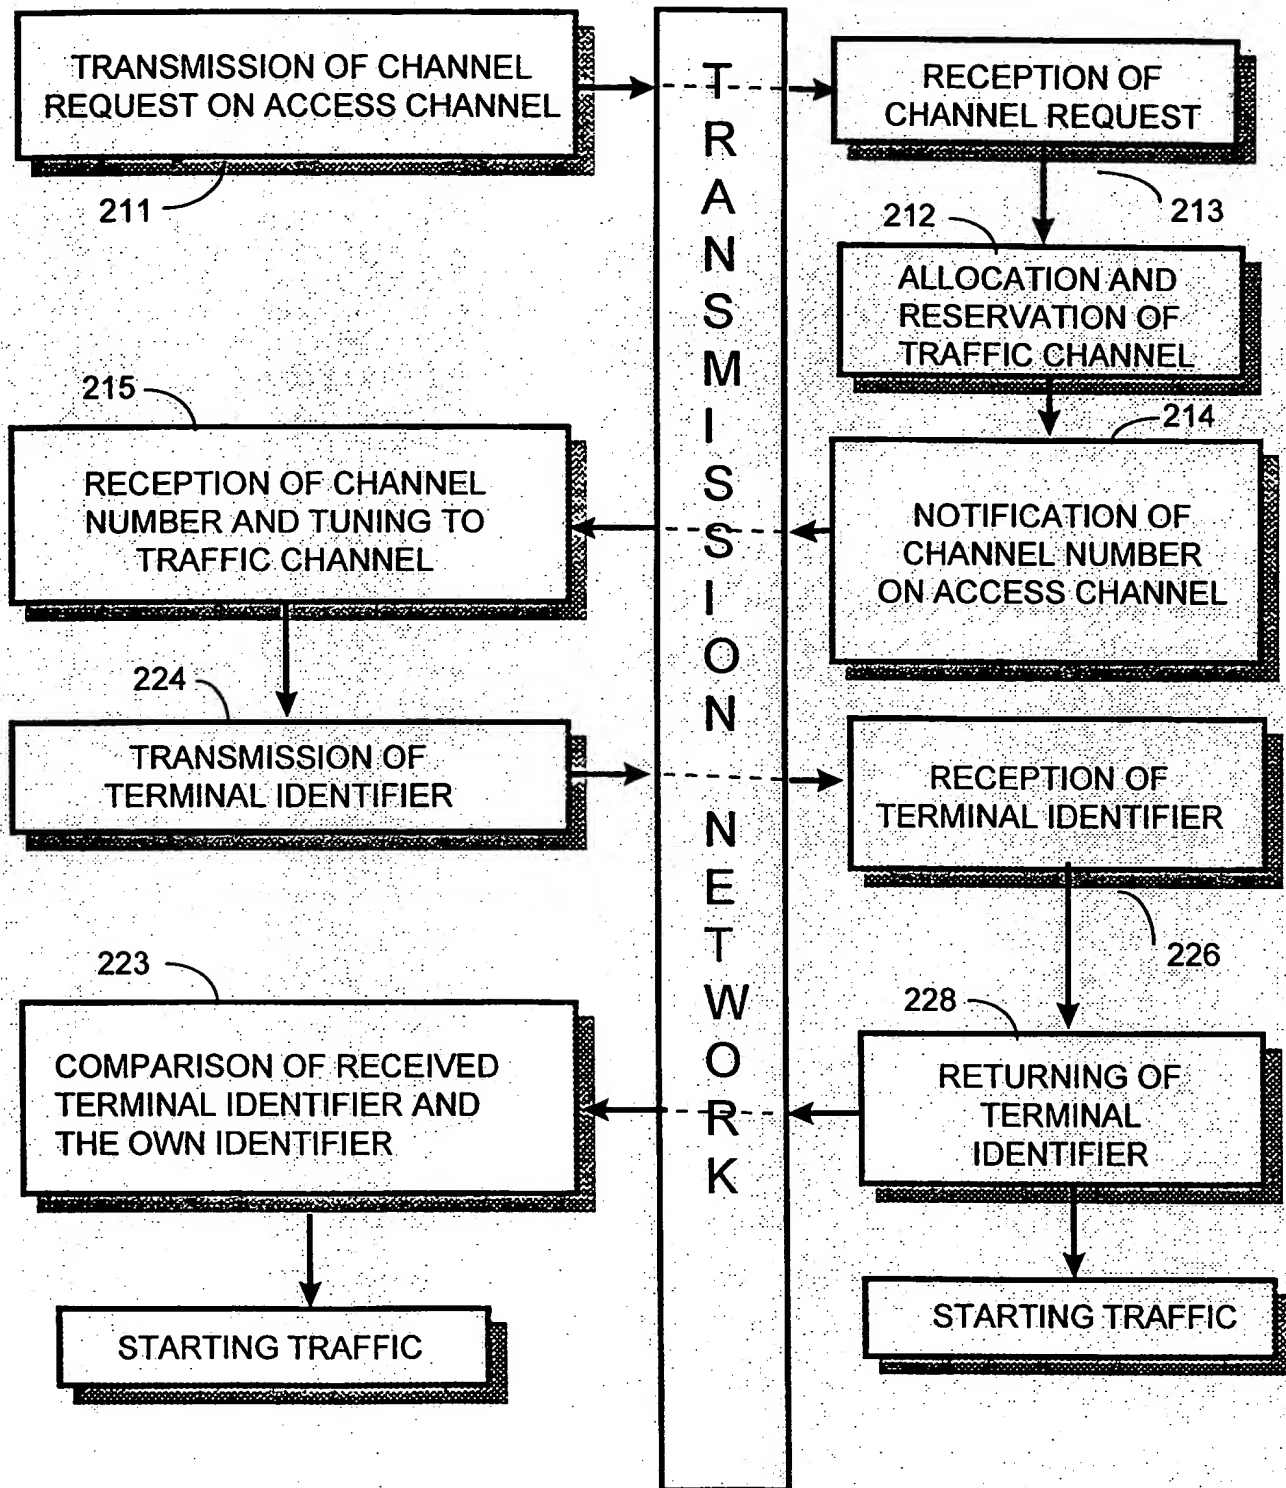 TRANSMISSION OF CHANNEL
REQUEST ON ACCESS CHANNEL
211
RECEPTION OF
CHANNEL REQUEST
213
212
ALLOCATION AND
RESERVATION OF
TRAFFIC CHANNEL
214
NOTIFICATION OF
CHANNEL NUMBER
ON ACCESS CHANNEL
215
RECEPTION OF CHANNEL
NUMBER AND TUNING TO
TRAFFIC CHANNEL
224
TRANSMISSION OF
TERMINAL IDENTIFIER
RECEPTION OF
TERMINAL IDENTIFIER
226
228
RETURNING OF
TERMINAL
IDENTIFIER
223
COMPARISON OF RECEIVED
TERMINAL IDENTIFIER AND
THE OWN IDENTIFIER
STARTING TRAFFIC
STARTING TRAFFIC
TRANSMISSION NETWORK